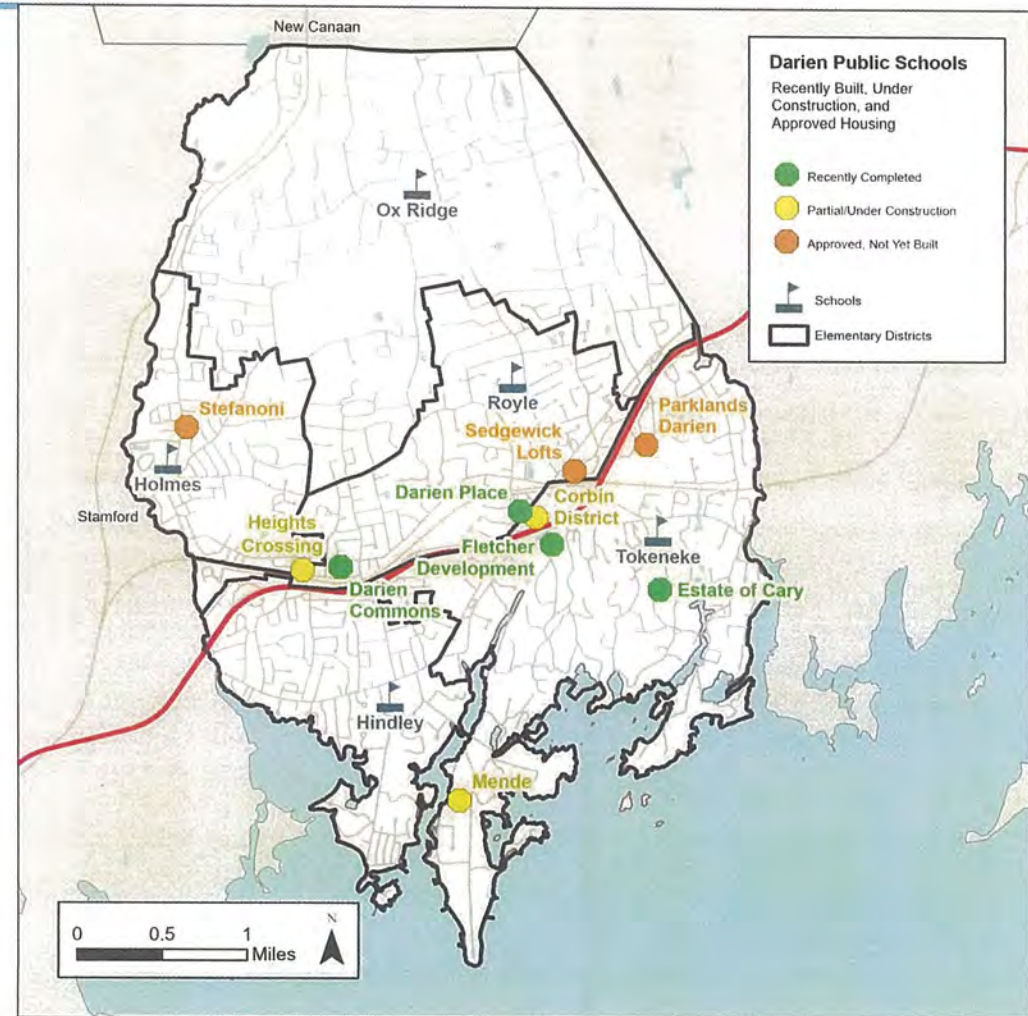 New Canaan
Darien Public Schools
Recently Built, Under
Construction, and
Approved Housing
Recently Completed
Partial/Under Construction
Approved, Not Yet Built
Schools
Elementary Districts
Ox Ridge
Royle
Stefanoni
Holmes
Stamford
Parklands
Darien
Sedgewick
Lofts
Darien Place
Corbin
District
Heights
Crossing
Fletcher
Development
Tokeneke
Darien
Commons
Estate of Cary
Hindley
Mende
0 0.5 1
Miles
N